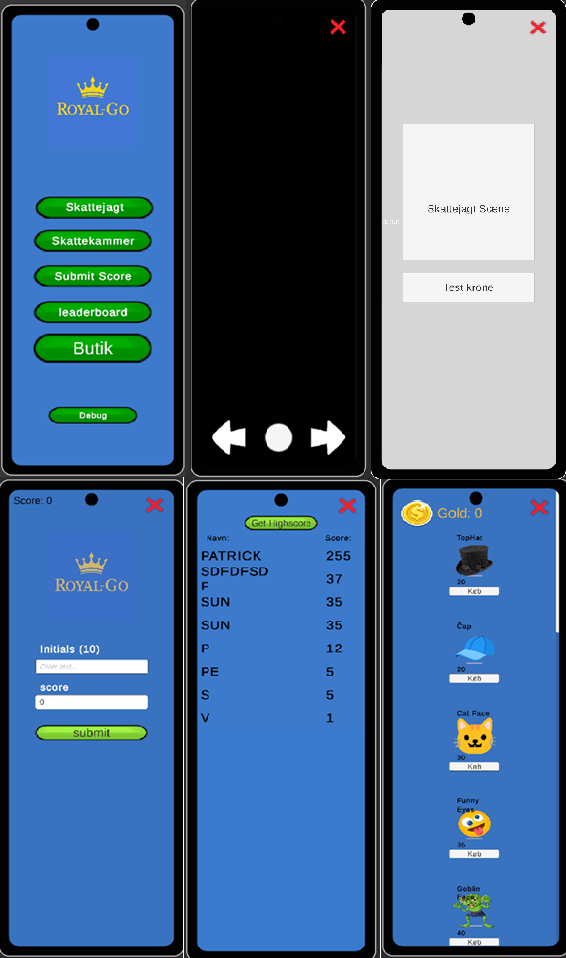 ROYAL-GO
Skattejagt
Skattekammer
Submit Score
leaderboard
Butik
Debug
Skattejagt Scene
Test krone
Score: 0
ROYAL-GO
Initials (10)
Enter text...
score
0
submit
Get Highscore
Navn: Score:
PATRICK 255
SDFDFSD
F 37
SUN 35
SUN 35
P 12
PE 5
S 5
V 1
Gold: 0
TopHat
20
Køb
Cap
20
Køb
Cat Face
30
Køb
Funny
Eyes
35
Køb
Goblin
Face
40
Køb